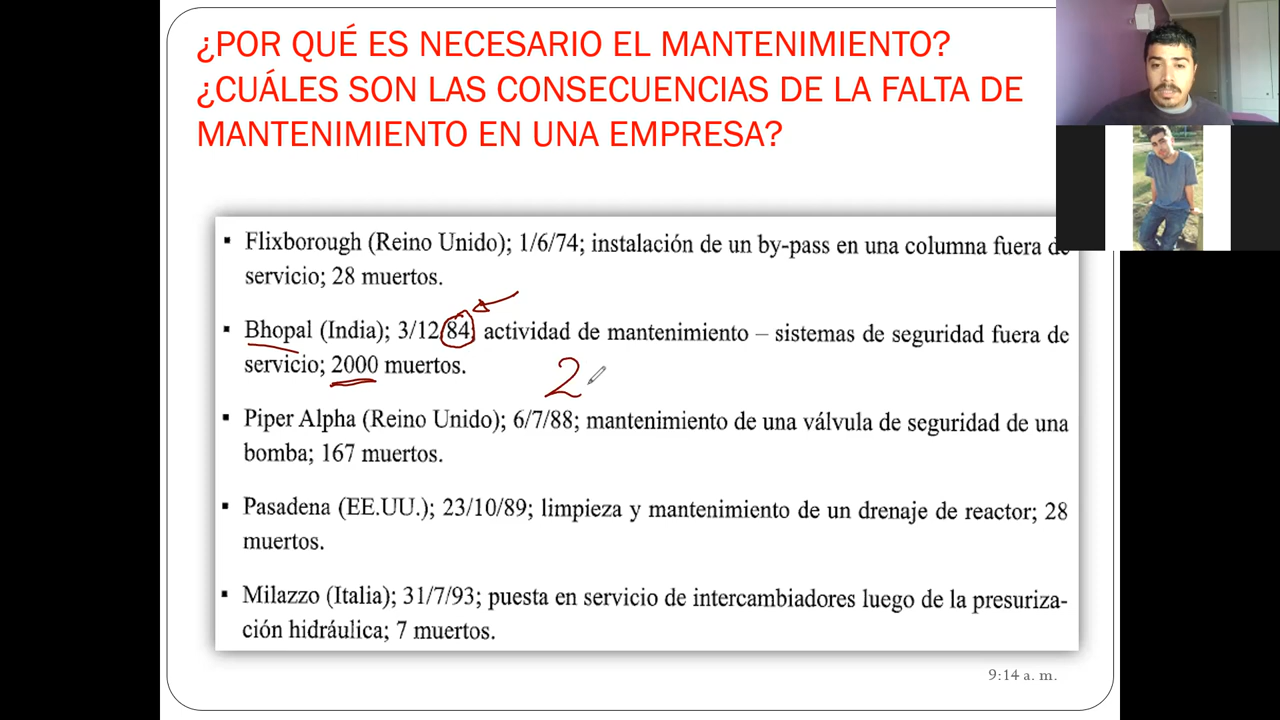 ¿POR QUÉ ES NECESARIO EL MANTENIMIENTO?
¿CUÁLES SON LAS CONSECUENCIAS DE LA FALTA DE
MANTENIMIENTO EN UNA EMPRESA?
▪ Flixborough (Reino Unido); 1/6/74; instalación de un by-pass en una columna fuera de
servicio; 28 muertos.
▪ Bhopal (India); 3/12/84; actividad de mantenimiento – sistemas de seguridad fuera de
servicio; 2000 muertos.
2
▪ Piper Alpha (Reino Unido); 6/7/88; mantenimiento de una válvula de seguridad de una
bomba; 167 muertos.
▪ Pasadena (EE.UU.); 23/10/89; limpieza y mantenimiento de un drenaje de reactor; 28
muertos.
▪ Milazzo (Italia); 31/7/93; puesta en servicio de intercambiadores luego de la presuriza-
ción hidráulica; 7 muertos.
9:14 a. m.